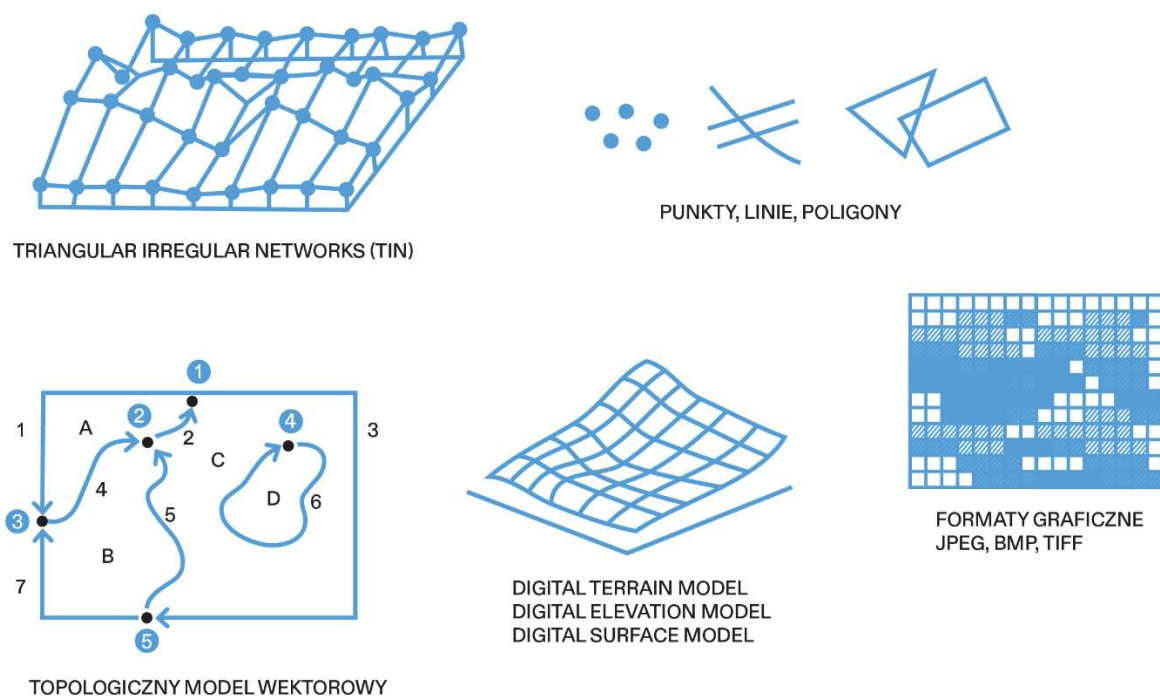 TRIANGULAR IRREGULAR NETWORKS (TIN)
PUNKTY, LINIE, POLIGONY
1
1
A
2
2
4
3
C
4
D
6
5
3
B
7
5
TOPOLOGICZNY MODEL WEKTOROWY
DIGITAL TERRAIN MODEL
DIGITAL ELEVATION MODEL
DIGITAL SURFACE MODEL
FORMATY GRAFICZNE
JPEG, BMP, TIFF